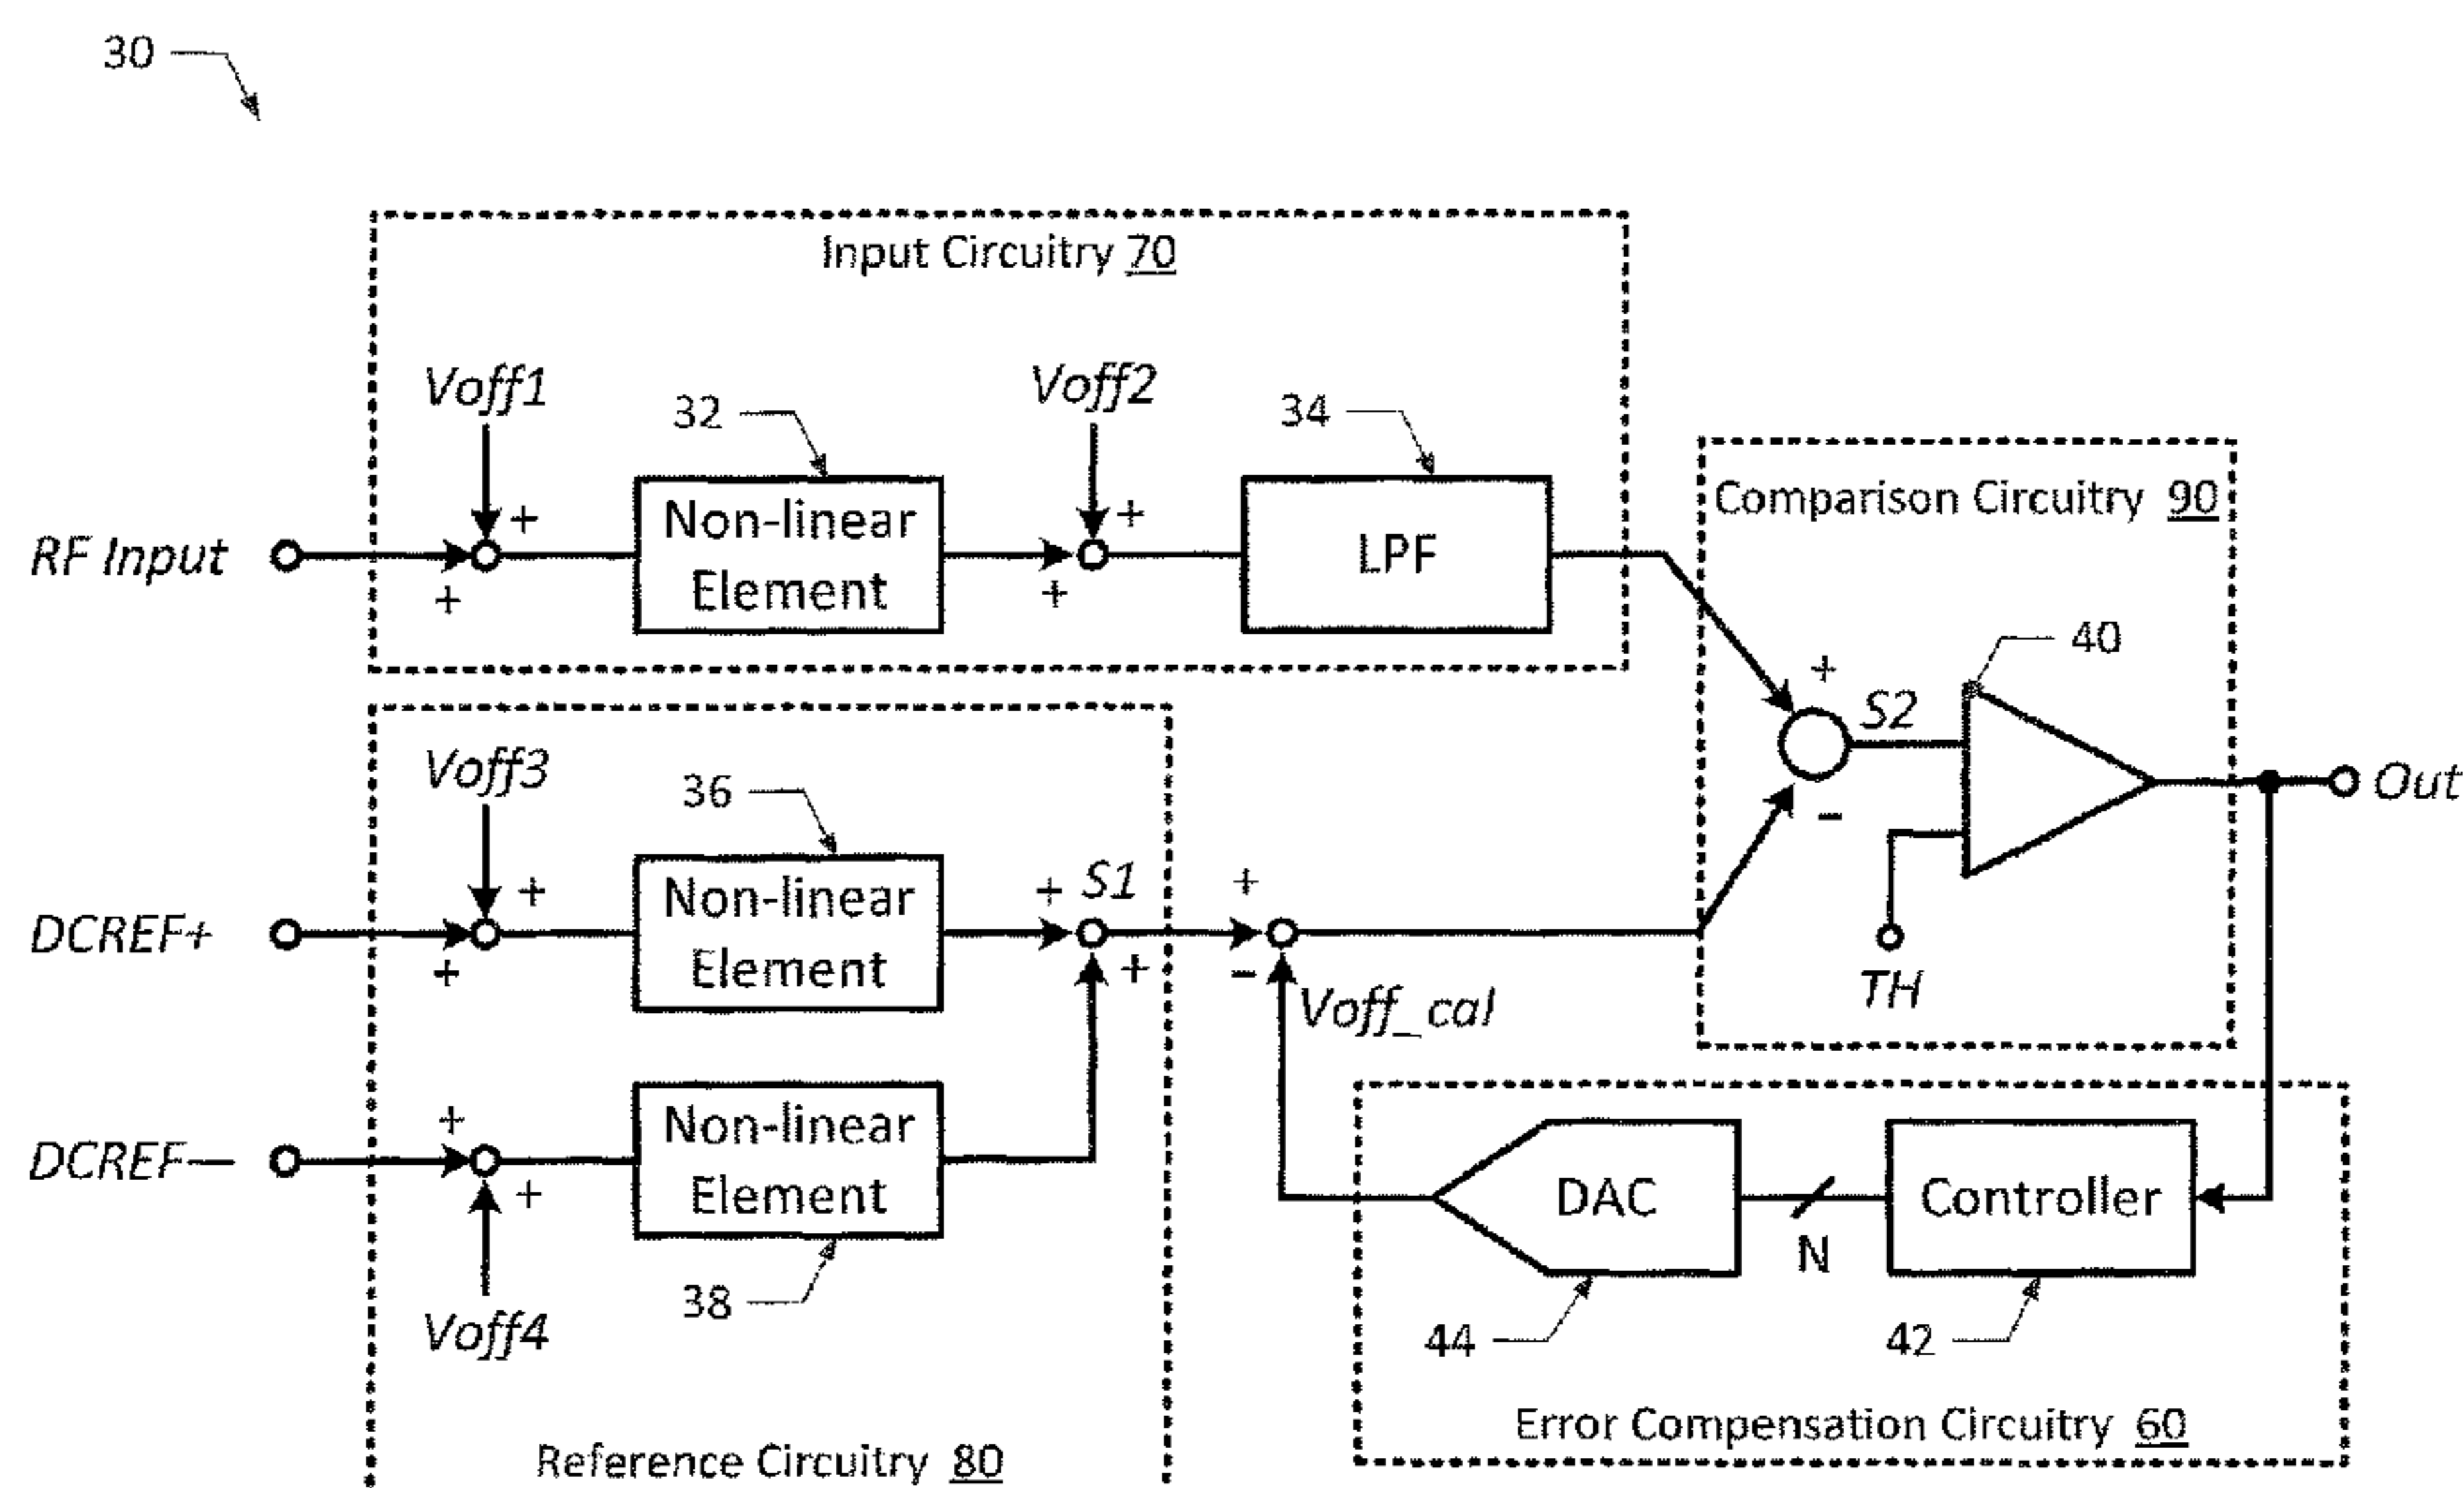 30
Input Circuitry 70
Voff1
32
Voff2
34
RF Input
+
+
Non-linear
Element
+
+
LPF
Comparison Circuitry 90
40
+
S2
-
TH
Out
Voff3
36
DCREF+
+
+
Non-linear
Element
+
S1
+
+
-
Voff_cal
DCREF—
+
+
Non-linear
Element
38
Voff4
DAC
N
Controller
44
42
Reference Circuitry 80
Error Compensation Circuitry 60